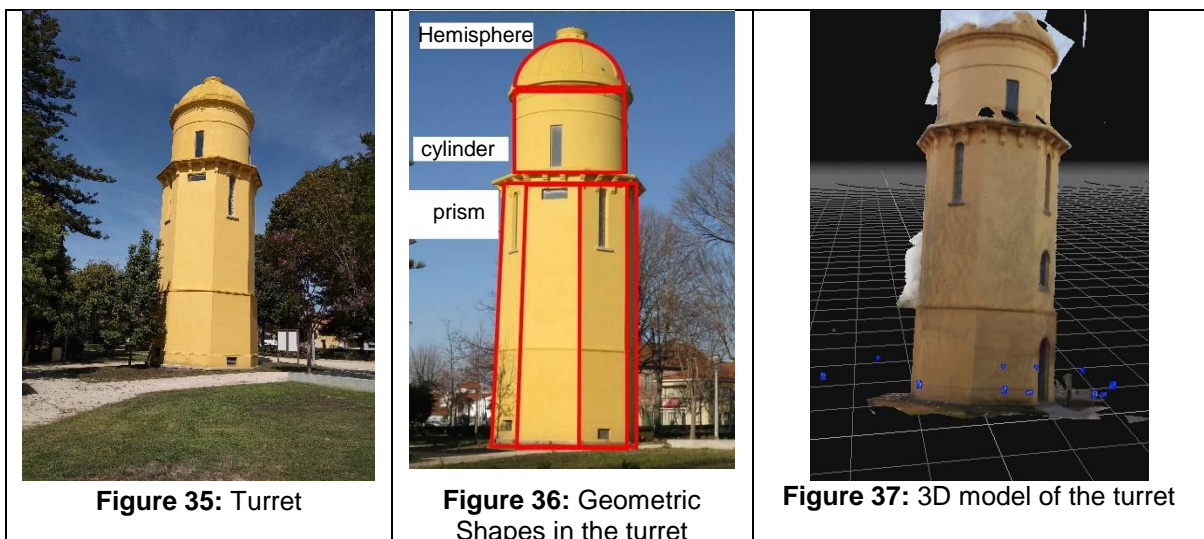 Hemisphere
cylinder
prism
Figure 35: Turret
Figure 36: Geometric
Shapes in the turret
Figure 37: 3D model of the turret